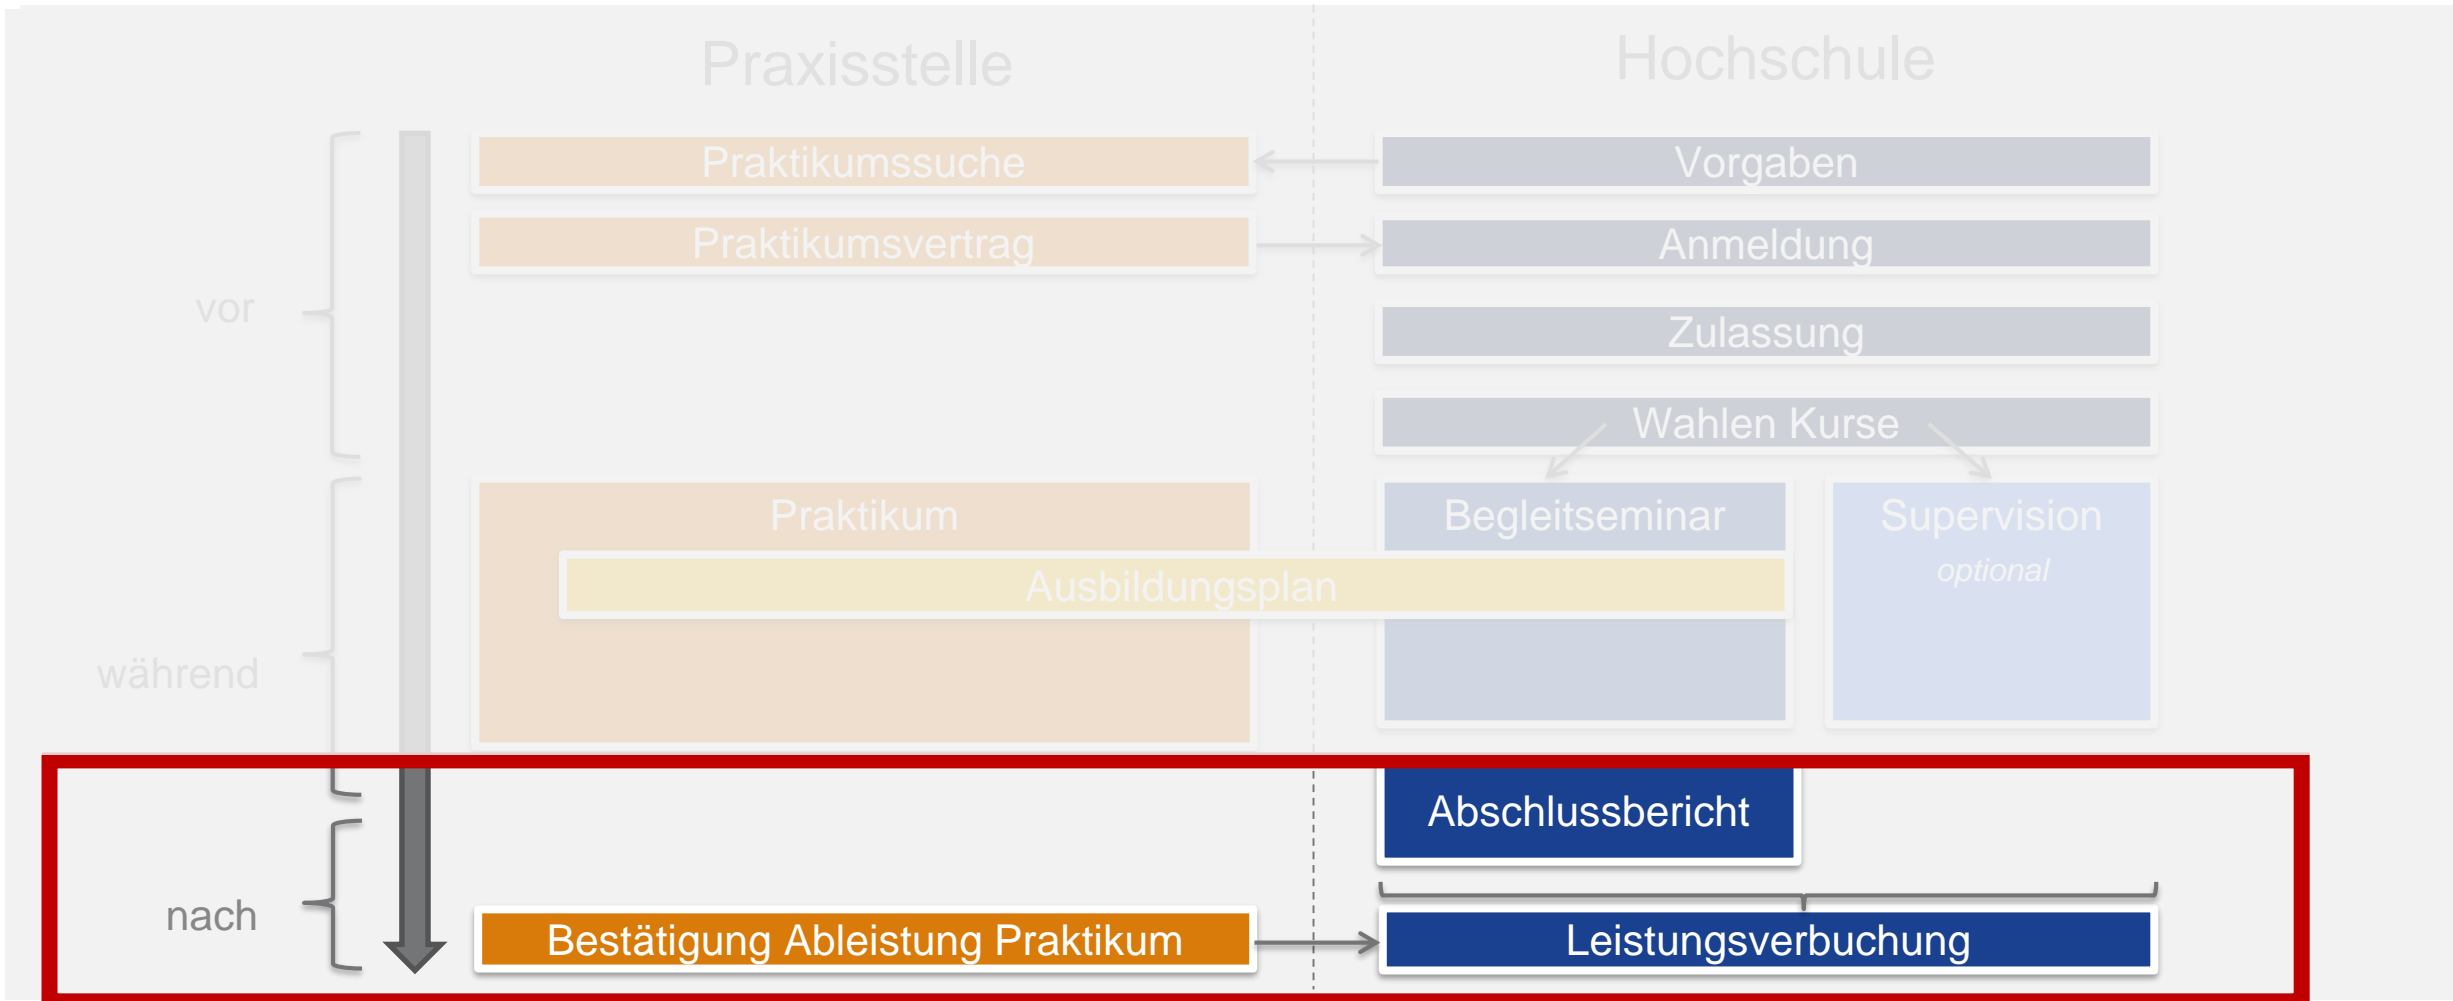 Praxisstelle
Hochschule
Praktikumssuche
Vorgaben
Praktikumsvertrag
Anmeldung
vor
Zulassung
Wahlen Kurse
Praktikum
Begleitseminar
Supervision
optional
Ausbildungsplan
während
Abschlussbericht
nach
Bestätigung Ableistung Praktikum
Leistungsverbuchung